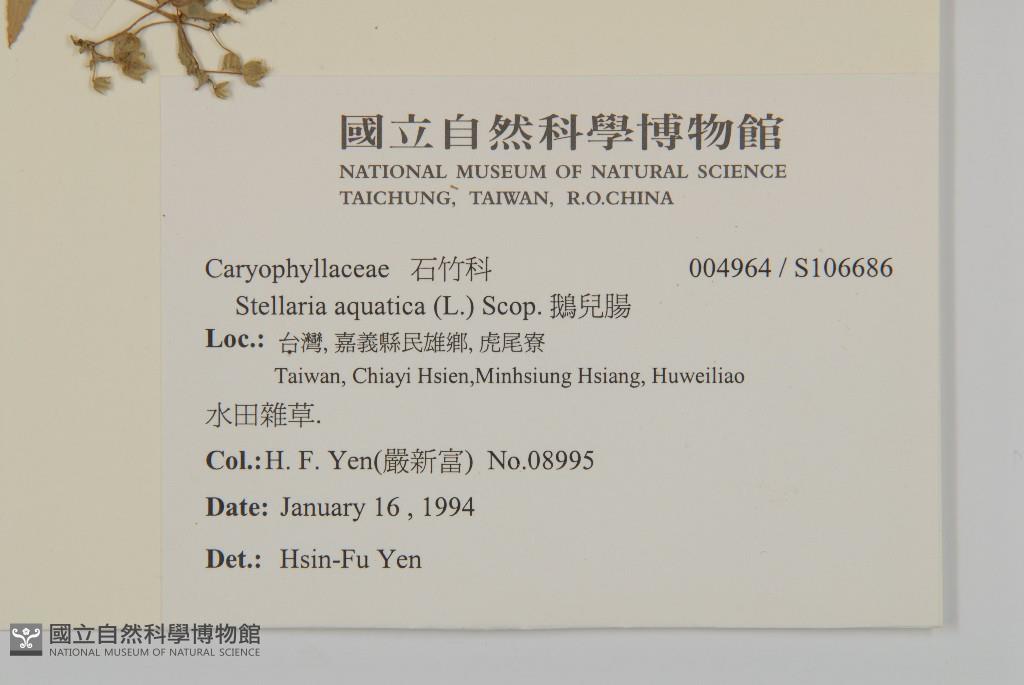 國立自然科學博物館
NATIONAL MUSEUM OF NATURAL SCIENCE
TAICHUNG, TAIWAN, R.O.CHINA
Caryophyllaceae 石竹科 004964 / S106686
Stellaria aquatica (L.) Scop. 鵝兒腸
Loc.: 台灣, 嘉義縣民雄鄉, 虎尾寮
Taiwan, Chiayi Hsien,Minhsiung Hsiang, Huweiliao
水田雜草.
Col.:H. F. Yen(嚴新富) No.08995
Date: January 16 , 1994
Det.: Hsin-Fu Yen
國立自然科學博物館
NATIONAL MUSEUM OF NATURAL SCIENCE